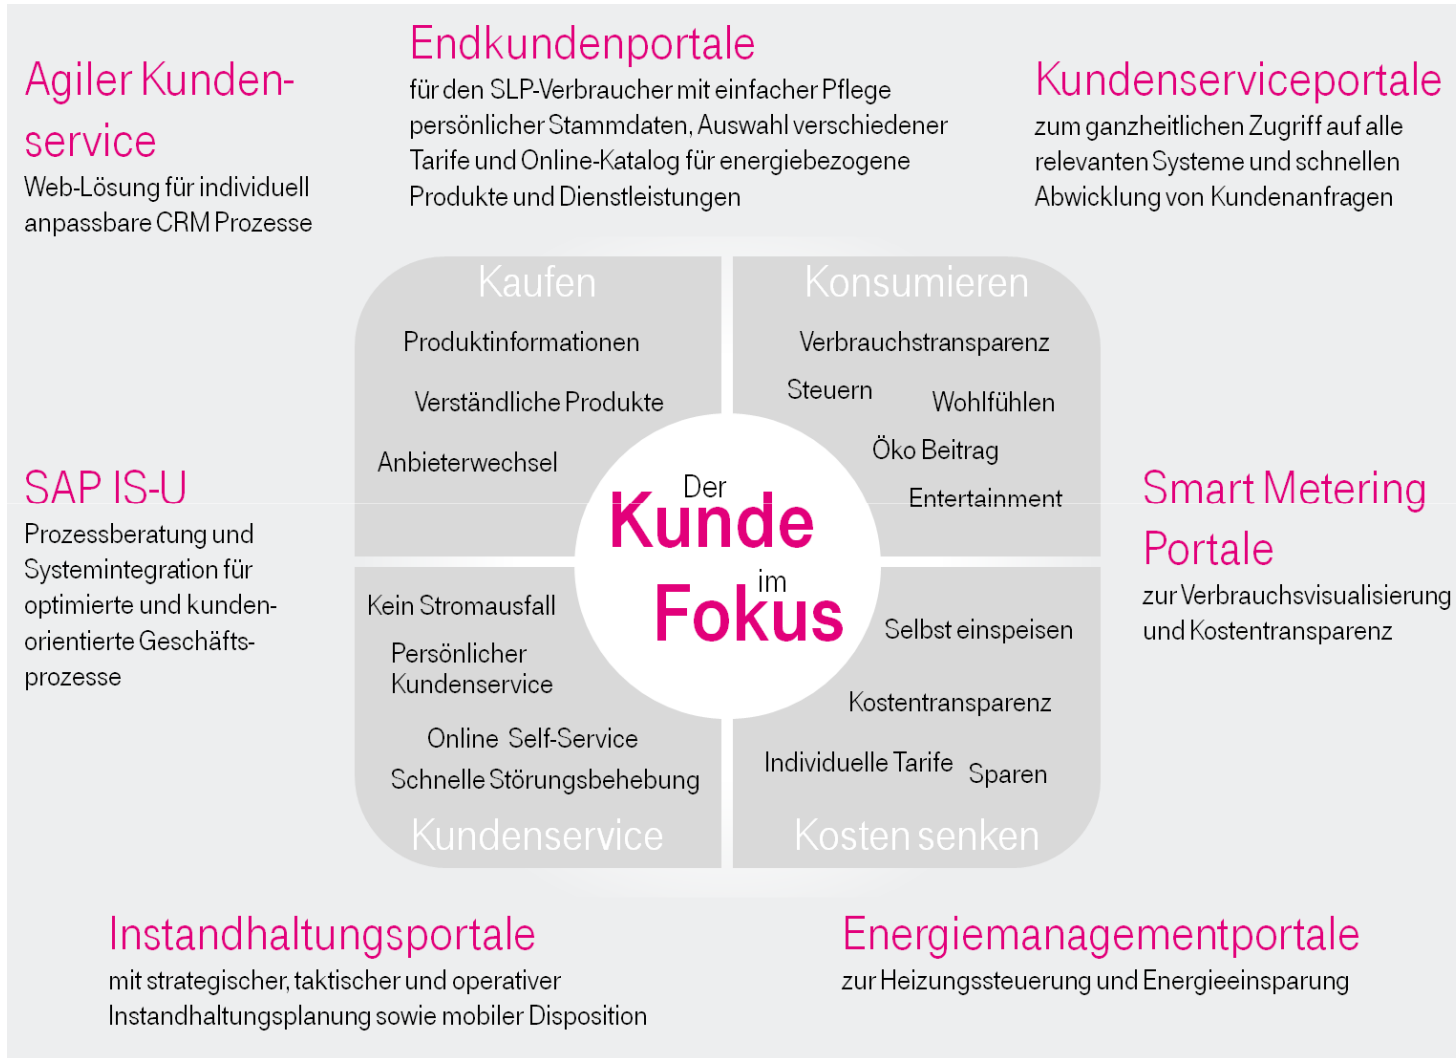 Agiler Kunden-
service
Web-Lösung für individuell
anpassbare CRM Prozesse
Endkundenportale
für den SLP-Verbraucher mit einfacher Pflege
persönlicher Stammdaten, Auswahl verschiedener
Tarife und Online-Katalog für energiebezogene
Produkte und Dienstleistungen
Kundenserviceportale
zum ganzheitlichen Zugriff auf alle
relevanten Systeme und schnellen
Abwicklung von Kundenanfragen
Kaufen
Produktinformationen
Verständliche Produkte
Anbieterwechsel
Konsumieren
Verbrauchstransparenz
Steuern
Wohlfühlen
Öko Beitrag
Entertainment
SAP IS-U
Prozessberatung und
Systemintegration für
optimierte und kunden-
orientierte Geschäfts-
prozesse
Der
Kunde
im
Fokus
Smart Metering
Portale
zur Verbrauchsvisualisierung
und Kostentransparenz
Kein Stromausfall
Persönlicher
Kundenservice
Online Self-Service
Schnelle Störungsbehebung
Kundenservice
Selbst einspeisen
Kostentransparenz
Individuelle Tarife
Sparen
Kosten senken
Instandhaltungsportale
mit strategischer, taktischer und operativer
Instandhaltungsplanung sowie mobiler Disposition
Energiemanagementportale
zur Heizungssteuerung und Energieeinsparung